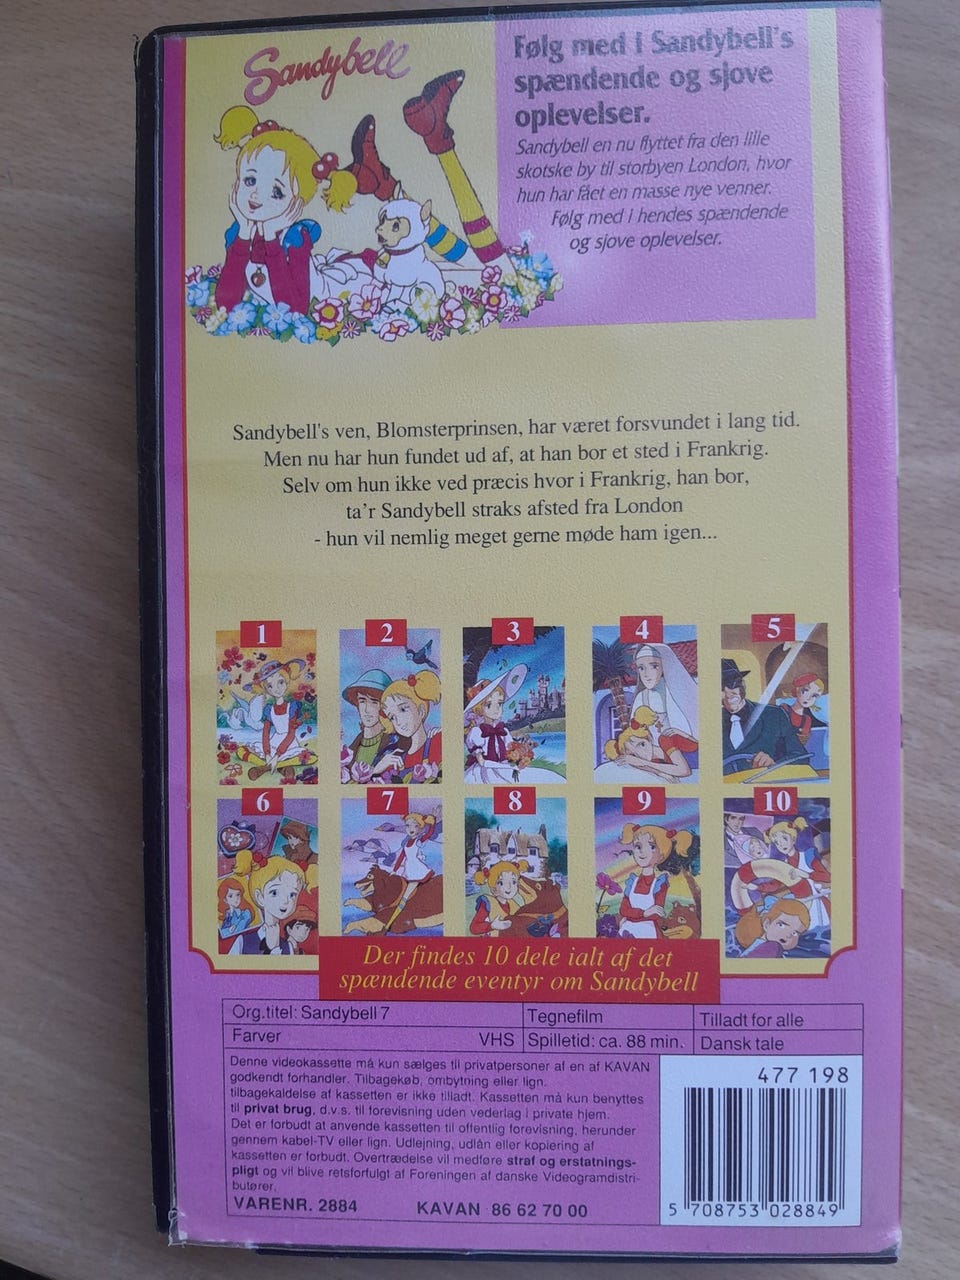 Sandybell
Følg med i Sandybell's
spændende og sjove
oplevelser.
Sandybell en nu flyttet fra den lille
skotske by til storbyen London, hvor
hun har fået en masse nye venner.
Følg med i hendes spændende
og sjove oplevelser.
Sandybell's ven, Blomsterprinsen, har været forsvundet i lang tid.
Men nu har hun fundet ud af, at han bor et sted i Frankrig.
Selv om hun ikke ved præcis hvor i Frankrig, han bor,
ta'r Sandybell straks afsted fra London
- hun vil nemlig meget gerne møde ham igen...
1 2 3 4 5
6 7 8 9 10
Der findes 10 dele ialt af det
spændende eventyr om Sandybell
Org.titel: Sandybell 7 Tegnefilm Tilladt for alle
Farver VHS Spilletid: ca. 88 min. Dansk tale
Denne videokassette må kun sælges til privatpersoner af en af KAVAN
godkendt forhandler. Tilbagekøb, ombytning eller lign.
tilbagekaldelse af kassetten er ikke tilladt. Kassetten må kun benyttes
til privat brug, d.v.s. til forevisning uden vederlag i private hjem.
Det er forbudt at anvende kassetten til offentlig forevisning, herunder
gennem kabel-TV eller lign. Udlejning, udlån eller kopiering af
kassetten er forbudt. Overtrædelse vil medføre straf og erstatnings-
pligt og vil blive retsforfulgt af Foreningen af danske Videogramdistri-
butører.
VARENR. 2884 KAVAN 86 62 70 00
477 198
5 708753 028849